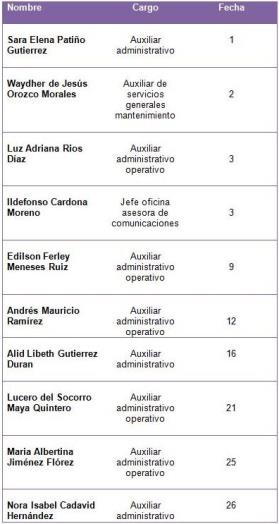 Nombre Cargo Fecha
Sara Elena Patiño Gutierrez Auxiliar administrativo 1
Waydher de Jesús Orozco Morales Auxiliar de servicios generales mantenimiento 2
Luz Adriana Rios Díaz Auxiliar administrativo operativo 3
Ildefonso Cardona Moreno Jefe oficina asesora de comunicaciones 3
Edilson Ferley Meneses Ruiz Auxiliar administrativo operativo 9
Andrés Mauricio Ramírez Auxiliar administrativo operativo 12
Alid Libeth Gutierrez Duran Auxiliar administrativo 16
Lucero del Socorro Maya Quintero Auxiliar administrativo operativo 21
Maria Albertina Jiménez Flórez Auxiliar administrativo operativo 25
Nora Isabel Cadavid Hernández Auxiliar administrativo 26